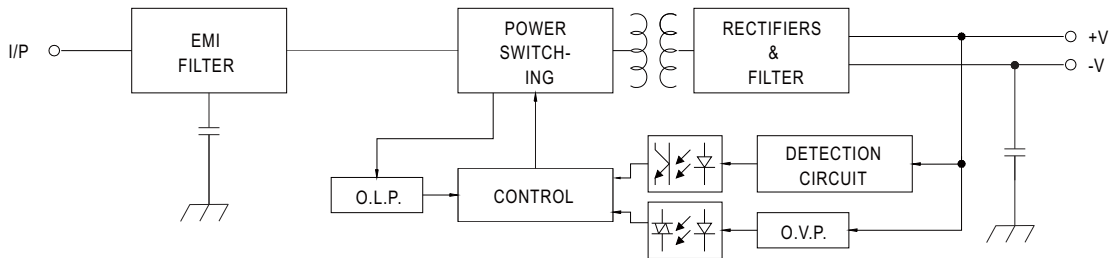 I/P
EMI
FILTER
POWER
SWITCH-
ING
RECTIFIERS
&
FILTER
+V
-V
O.L.P.
CONTROL
DETECTION
CIRCUIT
O.V.P.